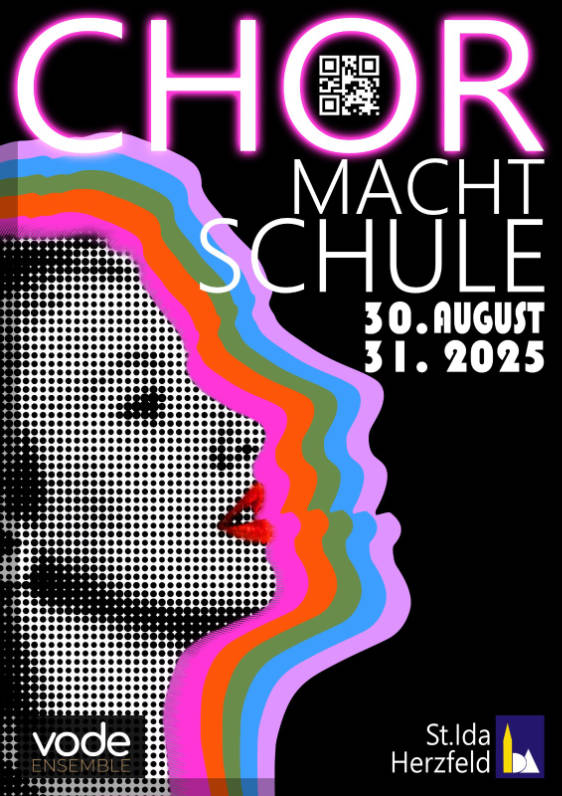 CHOR
MACHT
SCHULE
30. AUGUST
31. 2025
vode
ENSEMBLE
St.Ida
Herzfeld